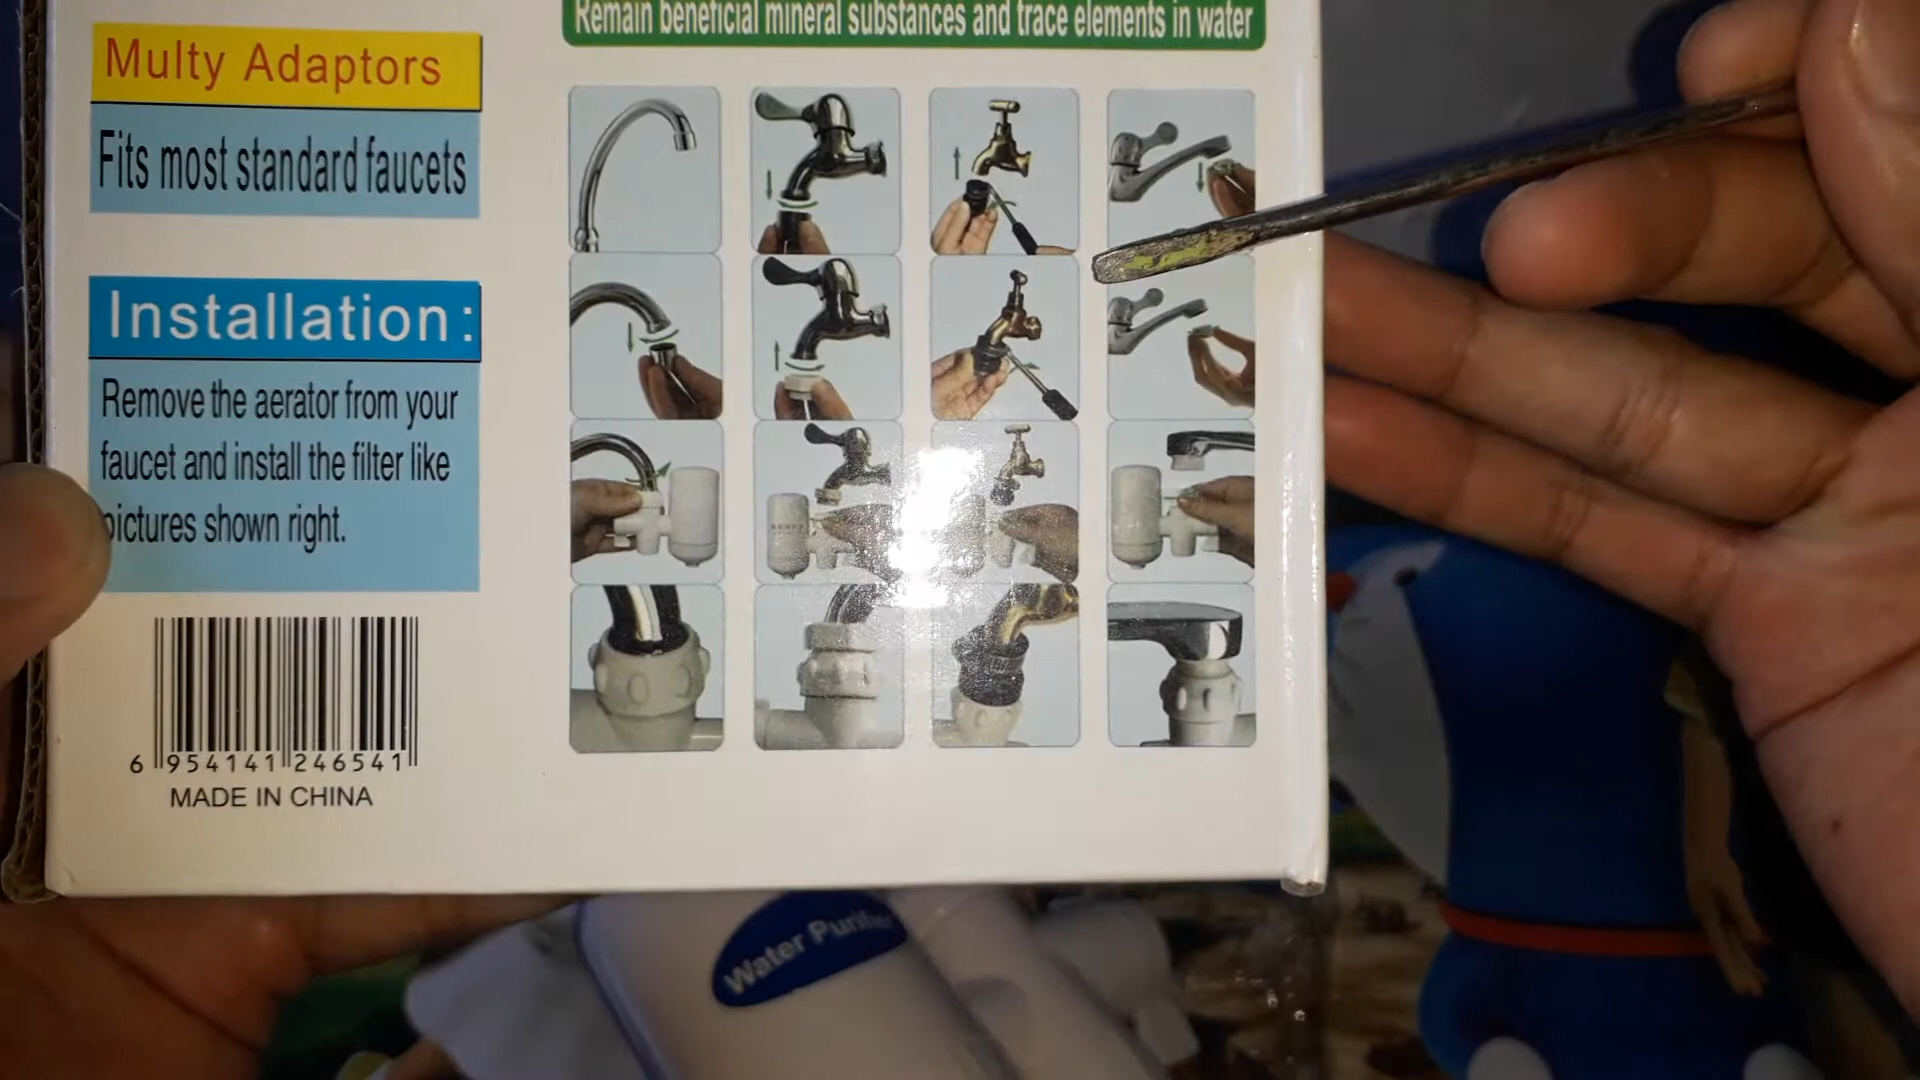 Remain beneficial mineral substances and trace elements in water
Multy Adaptors
Fits most standard faucets
Installation:
Remove the aerator from your
faucet and install the filter like
pictures shown right.
6 954141 246541
MADE IN CHINA
Water Purifier